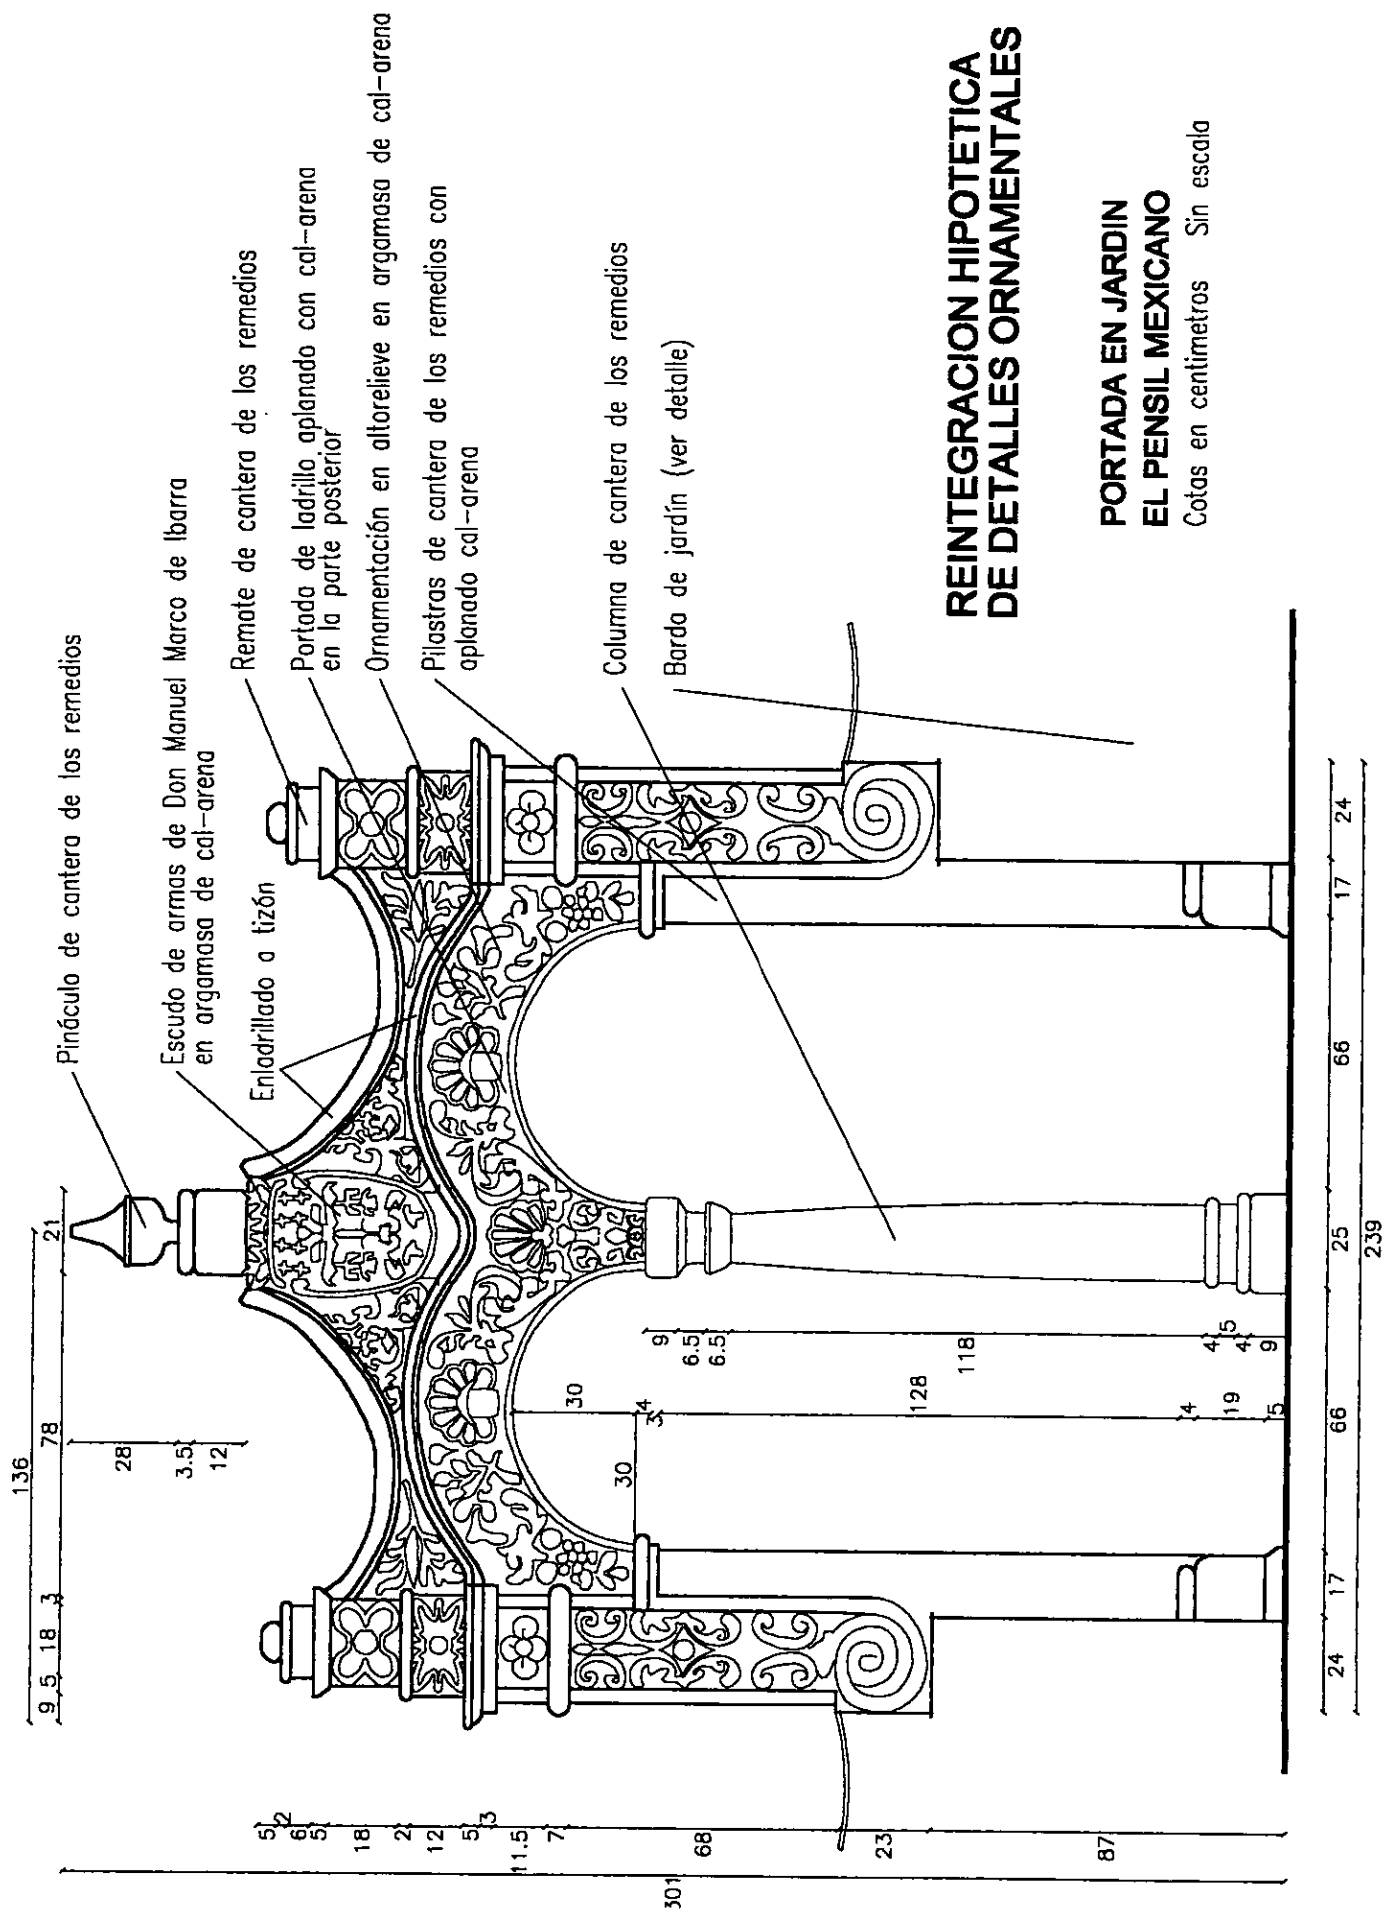 Pináculo de cantera de los remedios
Escudo de armas de Don Manuel Marco de Ibarra
en argamasa de cal-arena
Enladrillado a tizón
Remate de cantera de los remedios
Portada de ladrillo aplanado con cal-arena
en la parte posterior
Ornamentación en altorelieve en argamasa de cal-arena
Pilastras de cantera de los remedios con
aplanado cal-arena
Columna de cantera de los remedios
Barda de jardín (ver detalle)
REINTEGRACION HIPOTETICA
DE DETALLES ORNAMENTALES
PORTADA EN JARDIN
EL PENSIL MEXICANO
Cotas en centimetros Sin escala
136
9 5 18 3 78 21
28
3.5
12
5
2
6
5
18
2
12
5
3
11.5
7
68
23
87
301
30
4
3
128
4
19
5
30
9
6.5
6.5
118
4
5
4
9
24 17 66 25 66 17 24
239